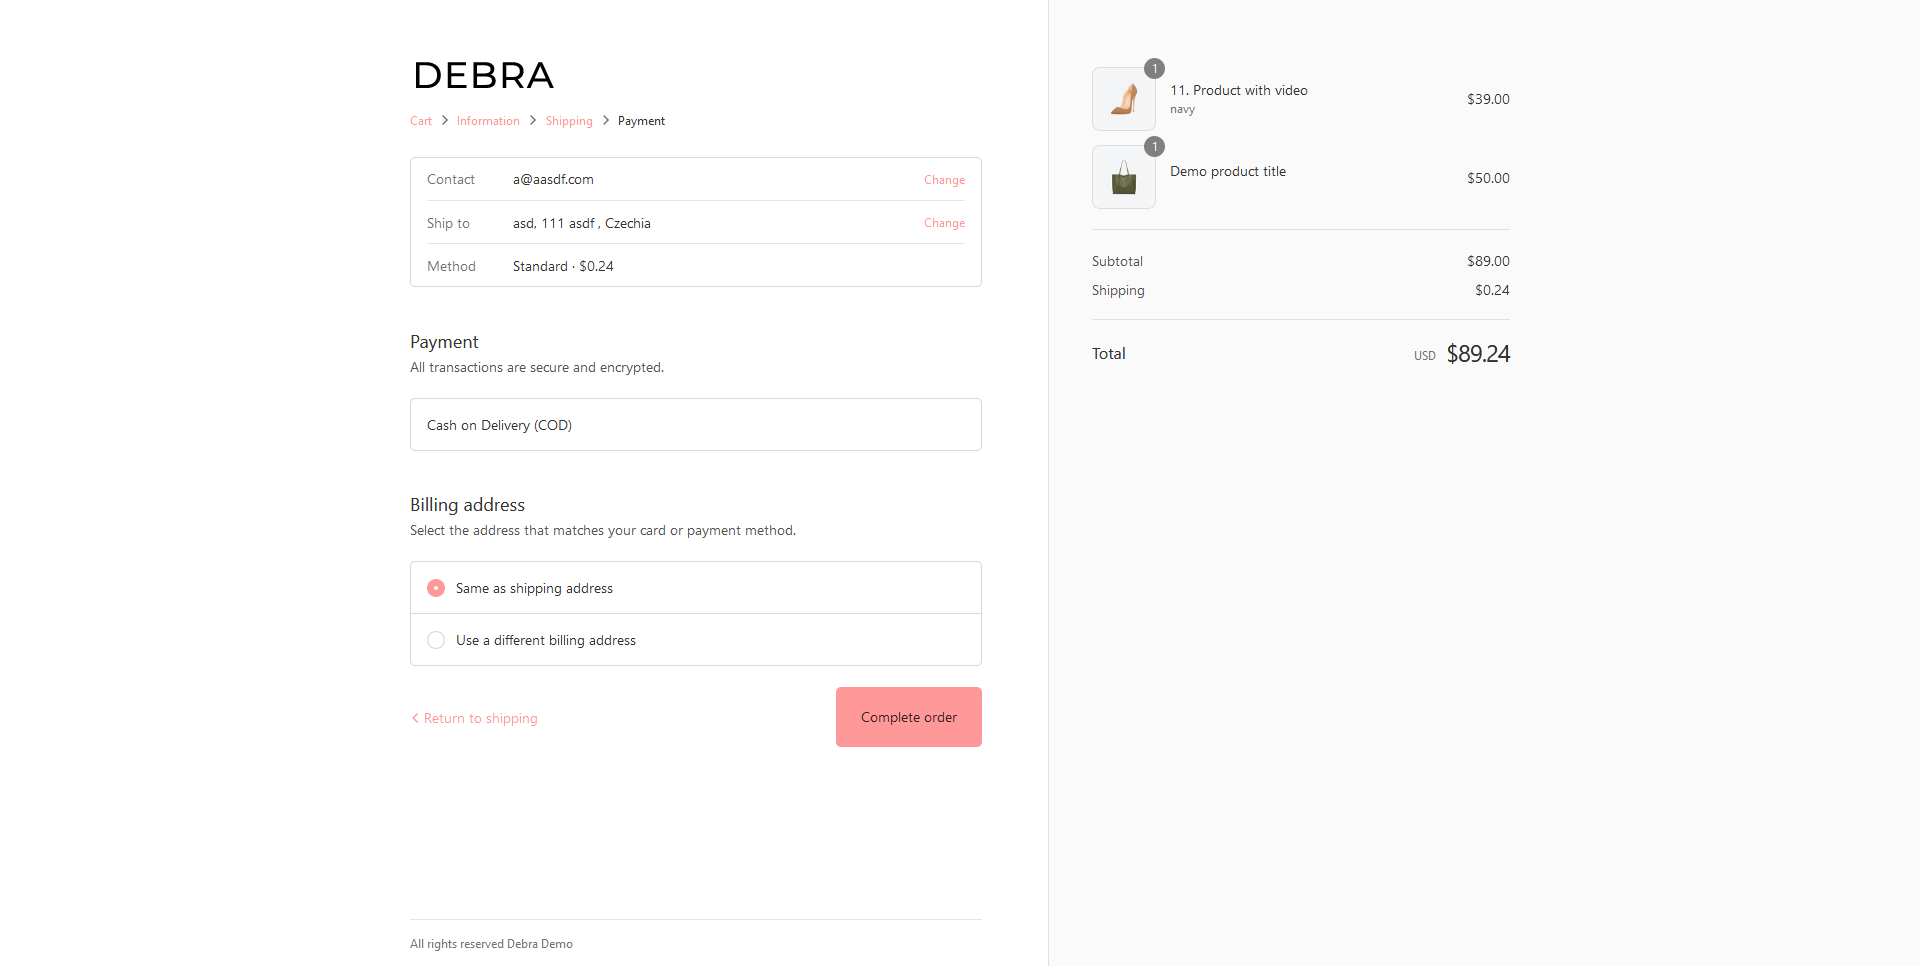 DEBRA
Cart > Information > Shipping > Payment
Contact a@aasdf.com Change
Ship to asd, 111 asdf , Czechia Change
Method Standard · $0.24
Payment
All transactions are secure and encrypted.
Cash on Delivery (COD)
Billing address
Select the address that matches your card or payment method.
Same as shipping address
Use a different billing address
Return to shipping
Complete order
All rights reserved Debra Demo
1
11. Product with video
navy
$39.00
1
Demo product title
$50.00
Subtotal $89.00
Shipping $0.24
Total USD $89.24